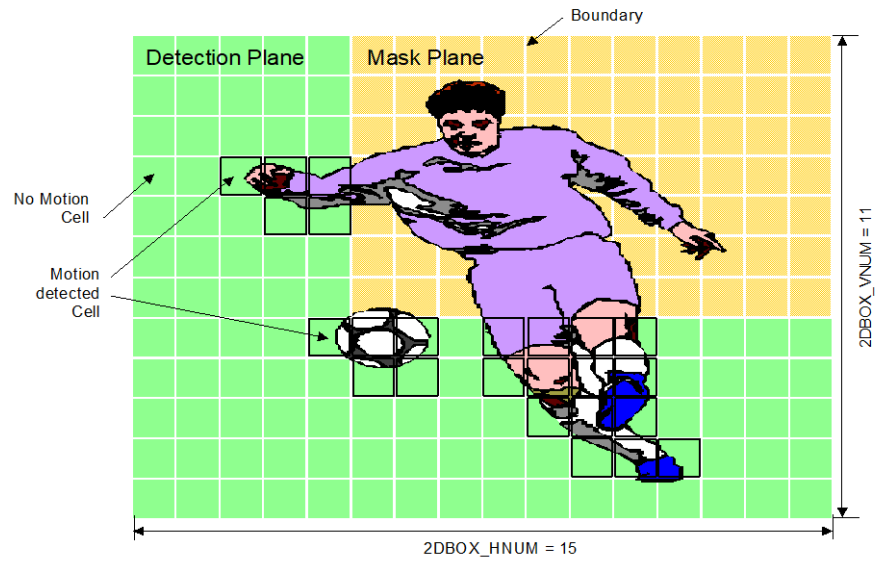 Boundary
Detection Plane
Mask Plane
No Motion
Cell
Motion
detected
Cell
2DBOX_VNUM = 11
2DBOX_HNUM = 15